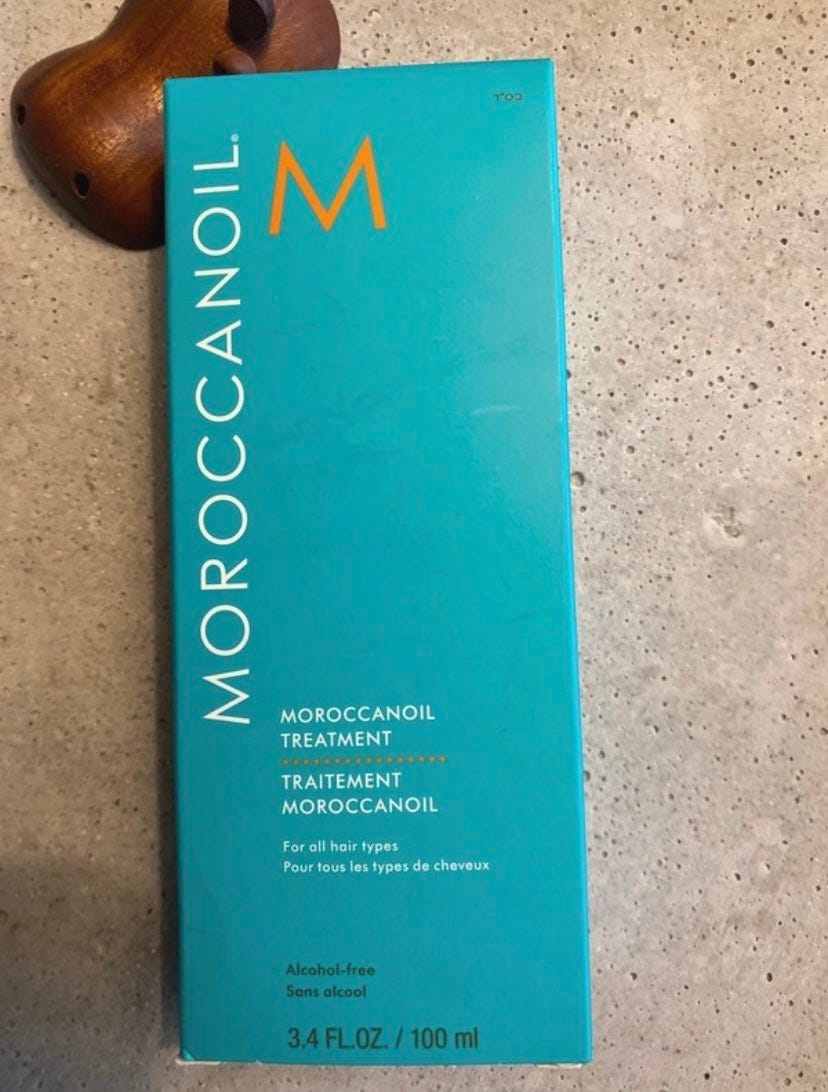 MOROCCANOIL®
M
MOROCCANOIL
TREATMENT
TRAITEMENT
MOROCCANOIL
For all hair types
Pour tous les types de cheveux
Alcohol-free
Sans alcool
3.4 FL.OZ. / 100 ml